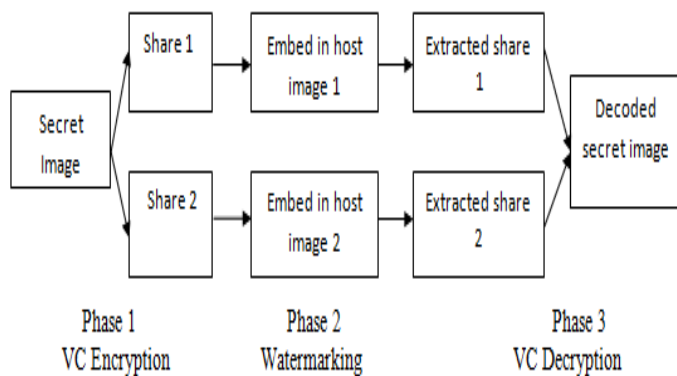 Secret
Image
Share 1
Share 2
Embed in host
image 1
Embed in host
image 2
Extracted share
1
Extracted share
2
Decoded
secret image
Phase 1
VC Encryption
Phase 2
Watermarking
Phase 3
VC Decryption